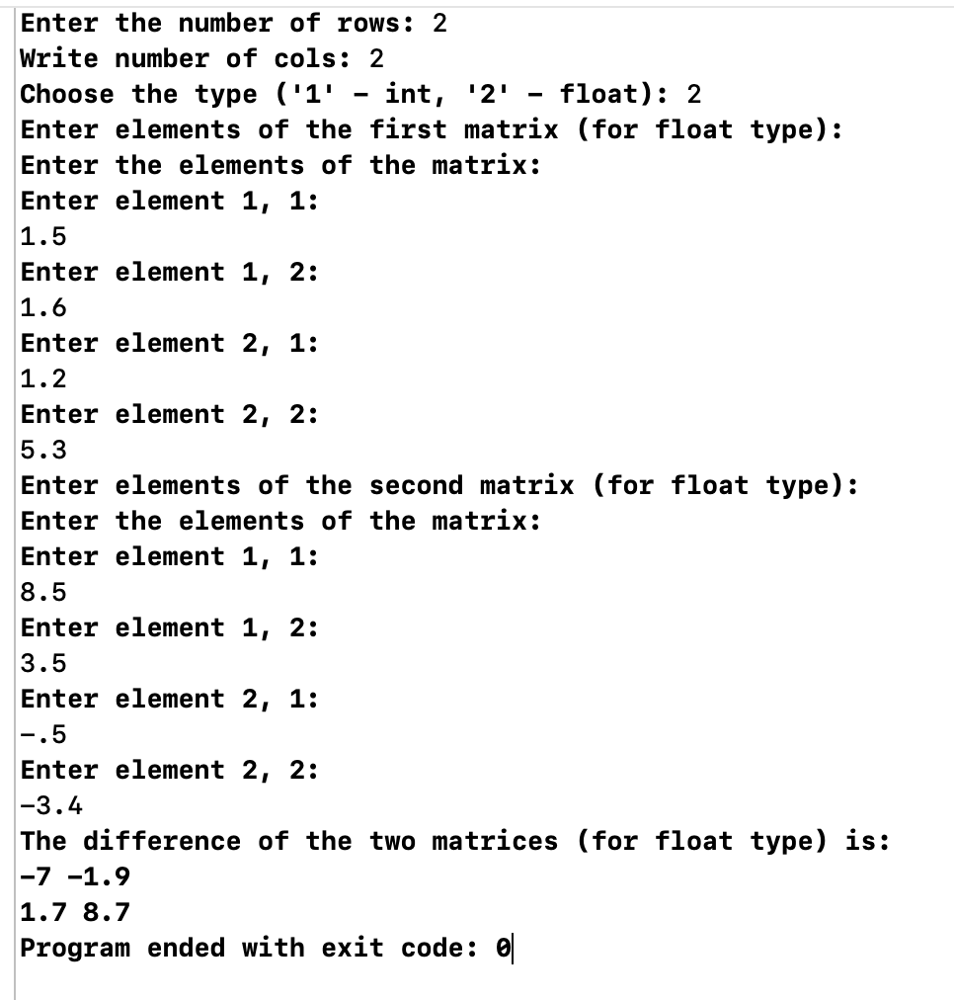 Enter the number of rows: 2
Write number of cols: 2
Choose the type ('1' – int, '2' – float): 2
Enter elements of the first matrix (for float type):
Enter the elements of the matrix:
Enter element 1, 1:
1.5
Enter element 1, 2:
1.6
Enter element 2, 1:
1.2
Enter element 2, 2:
5.3
Enter elements of the second matrix (for float type):
Enter the elements of the matrix:
Enter element 1, 1:
8.5
Enter element 1, 2:
3.5
Enter element 2, 1:
–.5
Enter element 2, 2:
–3.4
The difference of the two matrices (for float type) is:
–7 –1.9
1.7 8.7
Program ended with exit code: 0